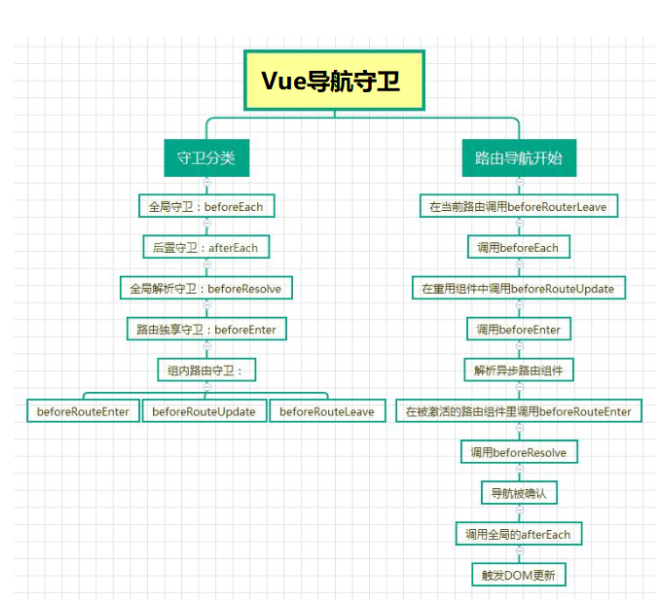 Vue导航守卫
守卫分类
全局守卫：beforeEach
后置守卫：afterEach
全局解析守卫：beforeResolve
路由独享守卫：beforeEnter
组内路由守卫：
beforeRouteEnter
beforeRouteUpdate
beforeRouteLeave
路由导航开始
在当前路由调用beforeRouterLeave
调用beforeEach
在重用组件中调用beforeRouteUpdate
调用beforeEnter
解析异步路由组件
在被激活的路由组件里调用beforeRouteEnter
调用beforeResolve
导航被确认
调用全局的afterEach
触发DOM更新